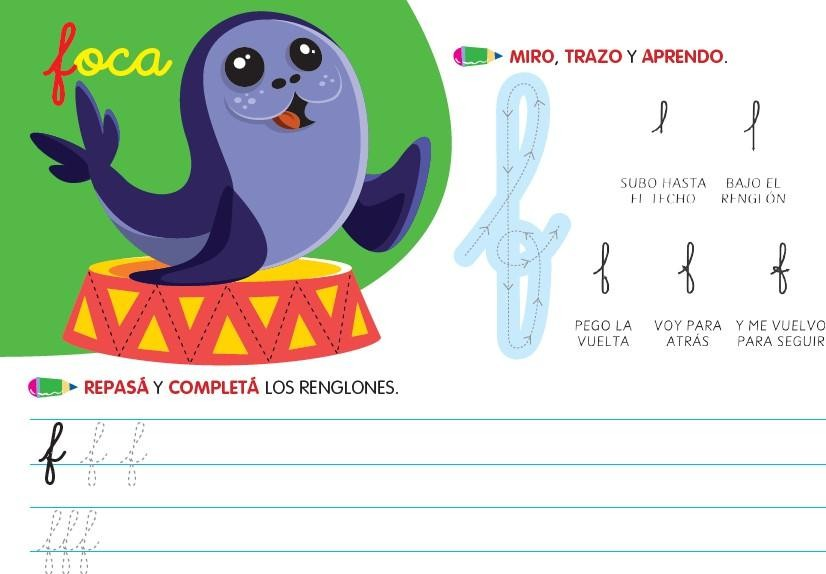 foca
MIRO, TRAZO Y APRENDO.
SUBO HASTA
EL TECHO
BAJO EL
RENGLÓN
PEGO LA
VUELTA
VOY PARA
ATRÁS
Y ME VUELVO
PARA SEGUIR
REPASÁ Y COMPLETÁ LOS RENGLONES.
f f f
fff